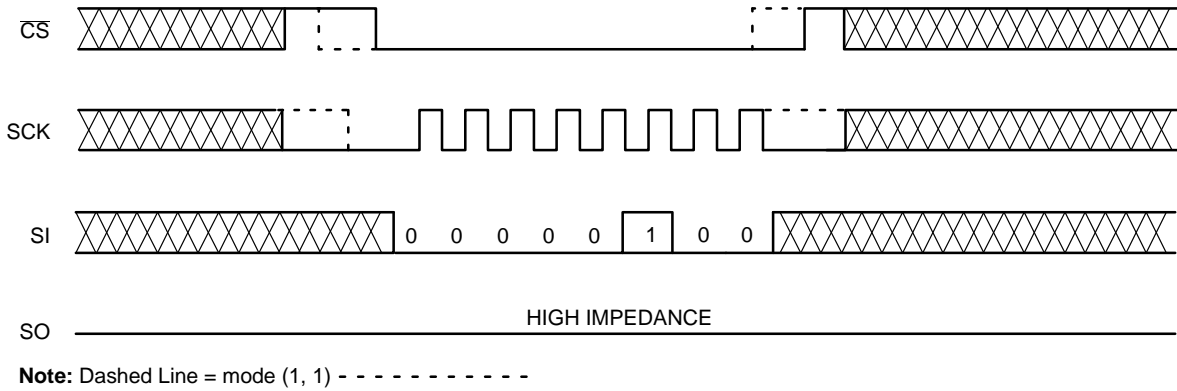 CS
SCK
SI
0 0 0 0 0 1 0 0
SO
HIGH IMPEDANCE
Note: Dashed Line = mode (1, 1) - - - - - - - - - - -